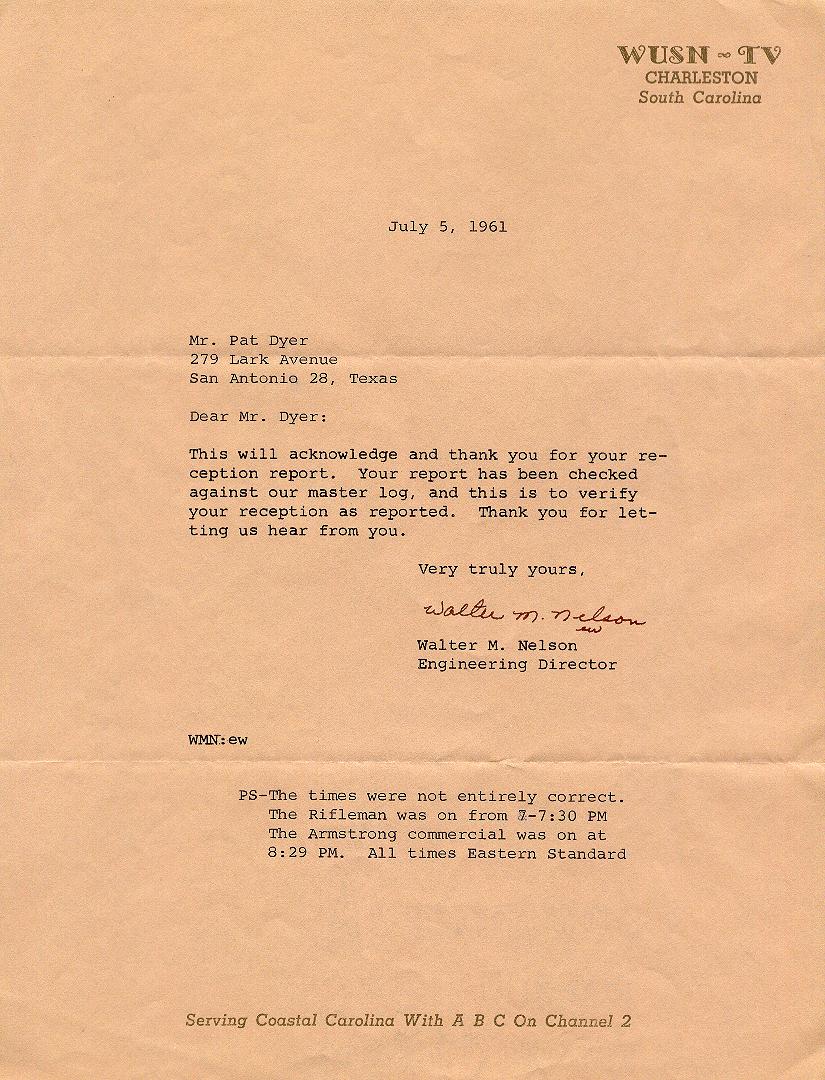 WUSN ~ TV
CHARLESTON
South Carolina
July 5, 1961
Mr. Pat Dyer
279 Lark Avenue
San Antonio 28, Texas
Dear Mr. Dyer:
This will acknowledge and thank you for your re-
ception report. Your report has been checked
against our master log, and this is to verify
your reception as reported. Thank you for let-
ting us hear from you.
Very truly yours,
Walter M. Nelson
ew
Walter M. Nelson
Engineering Director
WMN:ew
PS-The times were not entirely correct.
The Rifleman was on from 7-7:30 PM
The Armstrong commercial was on at
8:29 PM. All times Eastern Standard
Serving Coastal Carolina With A B C On Channel 2